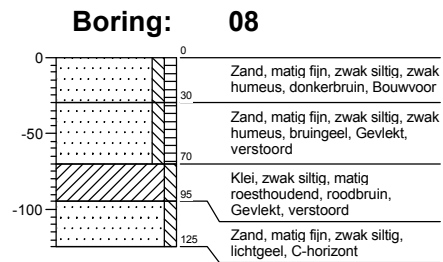 Boring: 08
0
0
Zand, matig fijn, zwak siltig, zwak
humeus, donkerbruin, Bouwvoor
30
Zand, matig fijn, zwak siltig, zwak
humeus, bruingeel, Gevlekt,
verstoord
-50
70
Klei, zwak siltig, matig
roesthoudend, roodbruin,
Gevlekt, verstoord
95
-100
Zand, matig fijn, zwak siltig,
lichtgeel, C-horizont
125